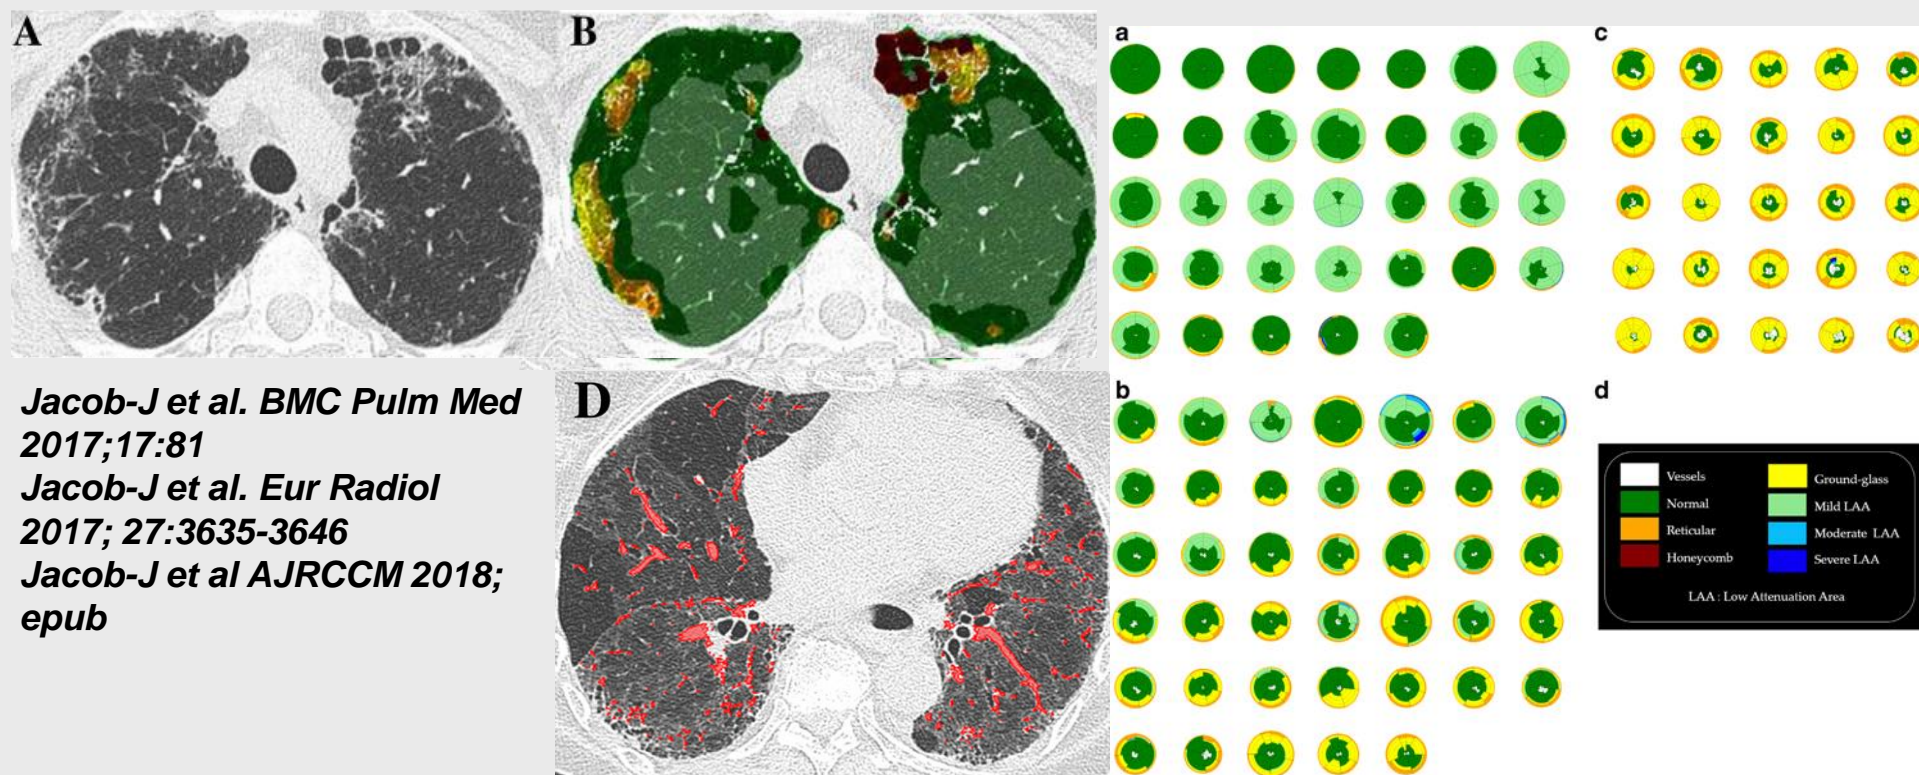 A
B
a
c
Jacob-J et al. BMC Pulm Med
2017;17:81
Jacob-J et al. Eur Radiol
2017; 27:3635-3646
Jacob-J et al AJRCCM 2018;
epub
D
b
d
Vessels
Normal
Reticular
Honeycomb
Ground-glass
Mild LAA
Moderate LAA
Severe LAA
LAA : Low Attenuation Area